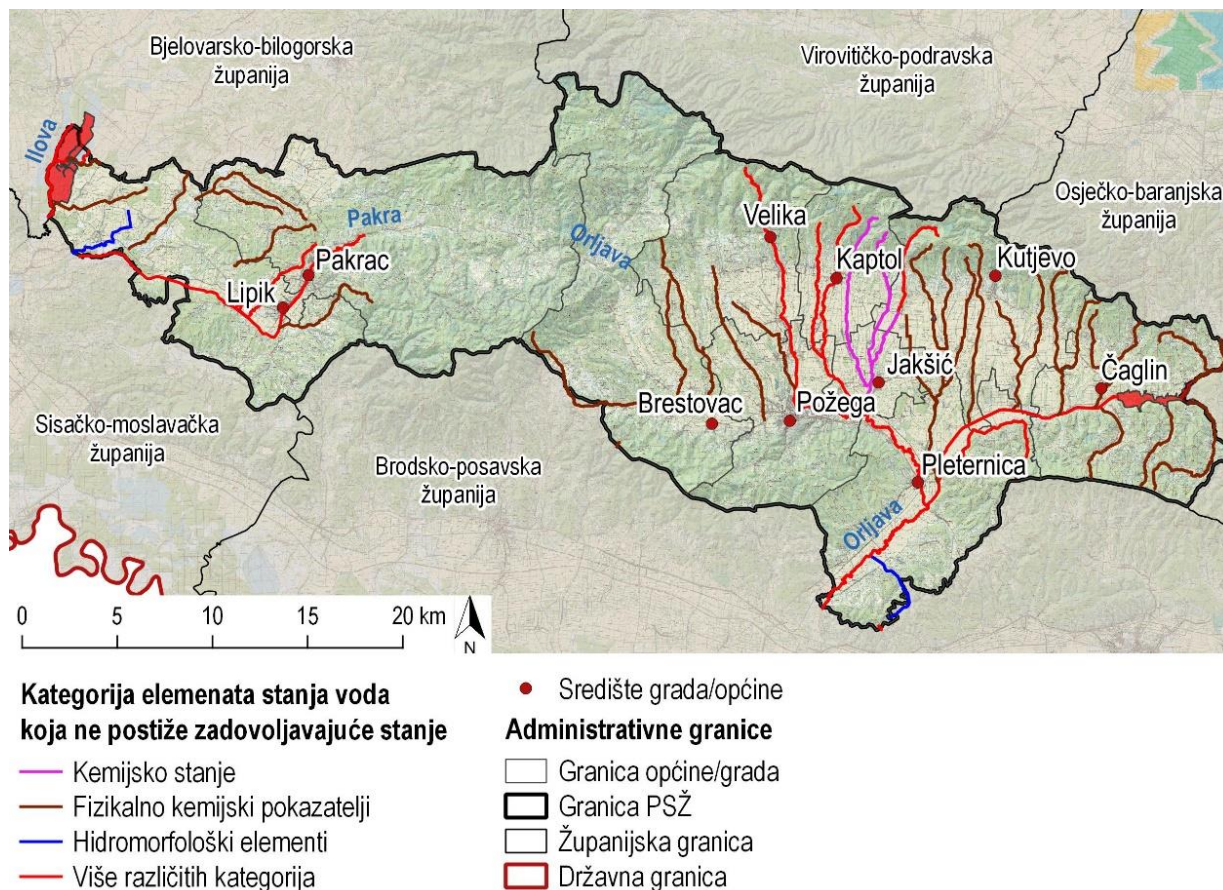 Bjelovarsko-bilogorska
županija
Virovitičko-podravska
županija
Ilova
Osječko-baranjska
županija
Pakra
Velika
Orljava
Pakrac
Kaptol
Kutjevo
Lipik
Jakšić
Čaglin
Brestovac
Požega
Sisačko-moslavačka
županija
Brodsko-posavska
županija
Pleternica
Orljava
0 5 10 15 20 km
N
Kategorija elemenata stanja voda
koja ne postiže zadovoljavajuće stanje
Kemijsko stanje
Fizikalno kemijski pokazatelji
Hidromorfološki elementi
Više različitih kategorija
Središte grada/općine
Administrativne granice
Granica općine/grada
Granica PSŽ
Županijska granica
Državna granica